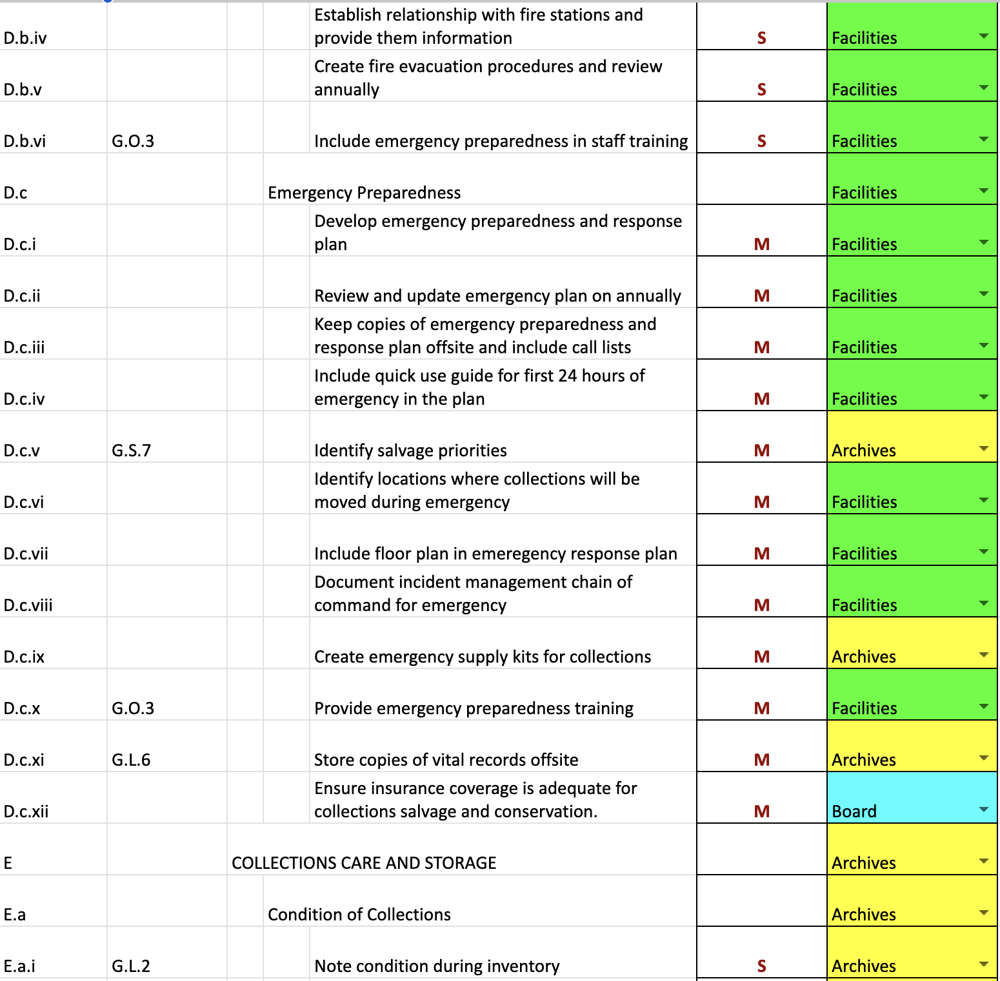 Establish relationship with fire stations and
D.b.iv provide them information S Facilities
Create fire evacuation procedures and review
D.b.v annually S Facilities
D.b.vi G.O.3 Include emergency preparedness in staff training S Facilities
D.c Emergency Preparedness Facilities
Develop emergency preparedness and response
D.c.i plan M Facilities
D.c.ii Review and update emergency plan on annually M Facilities
Keep copies of emergency preparedness and
D.c.iii response plan offsite and include call lists M Facilities
Include quick use guide for first 24 hours of
D.c.iv emergency in the plan M Facilities
D.c.v G.S.7 Identify salvage priorities M Archives
Identify locations where collections will be
D.c.vi moved during emergency M Facilities
D.c.vii Include floor plan in emeregency response plan M Facilities
Document incident management chain of
D.c.viii command for emergency M Facilities
D.c.ix Create emergency supply kits for collections M Archives
D.c.x G.O.3 Provide emergency preparedness training M Facilities
D.c.xi G.L.6 Store copies of vital records offsite M Archives
Ensure insurance coverage is adequate for
D.c.xii collections salvage and conservation. M Board
E COLLECTIONS CARE AND STORAGE Archives
E.a Condition of Collections Archives
E.a.i G.L.2 Note condition during inventory S Archives